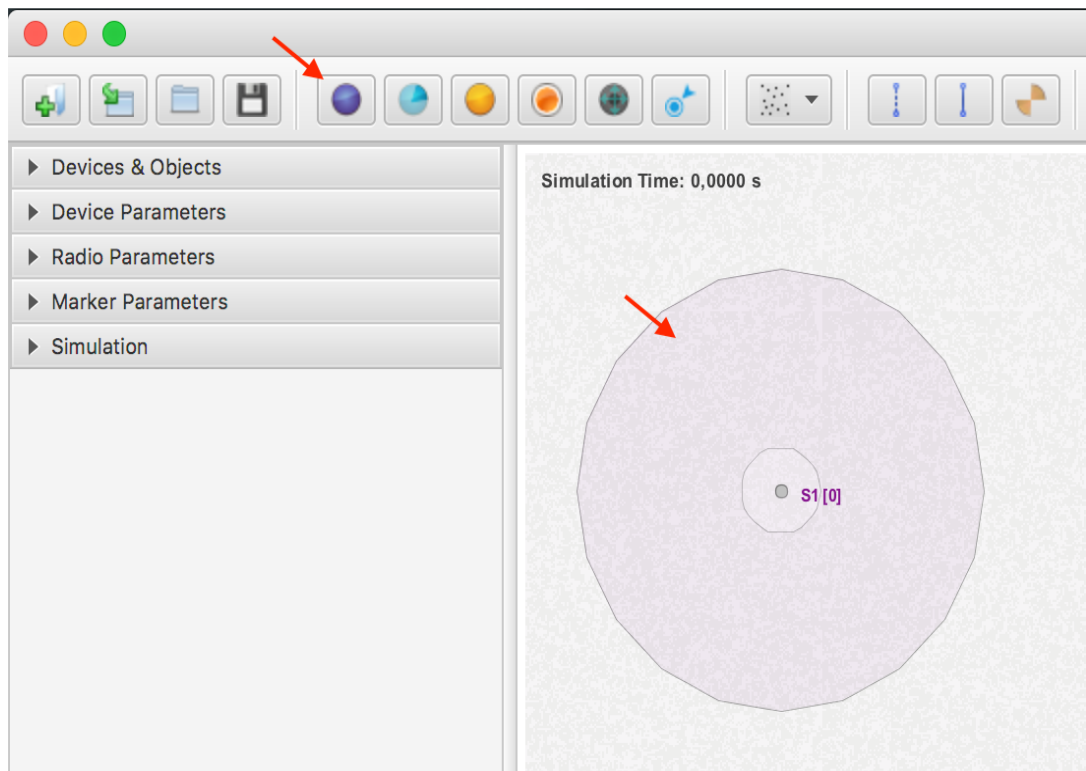 Devices & Objects
Device Parameters
Radio Parameters
Marker Parameters
Simulation
Simulation Time: 0,0000 s
S1 [0]